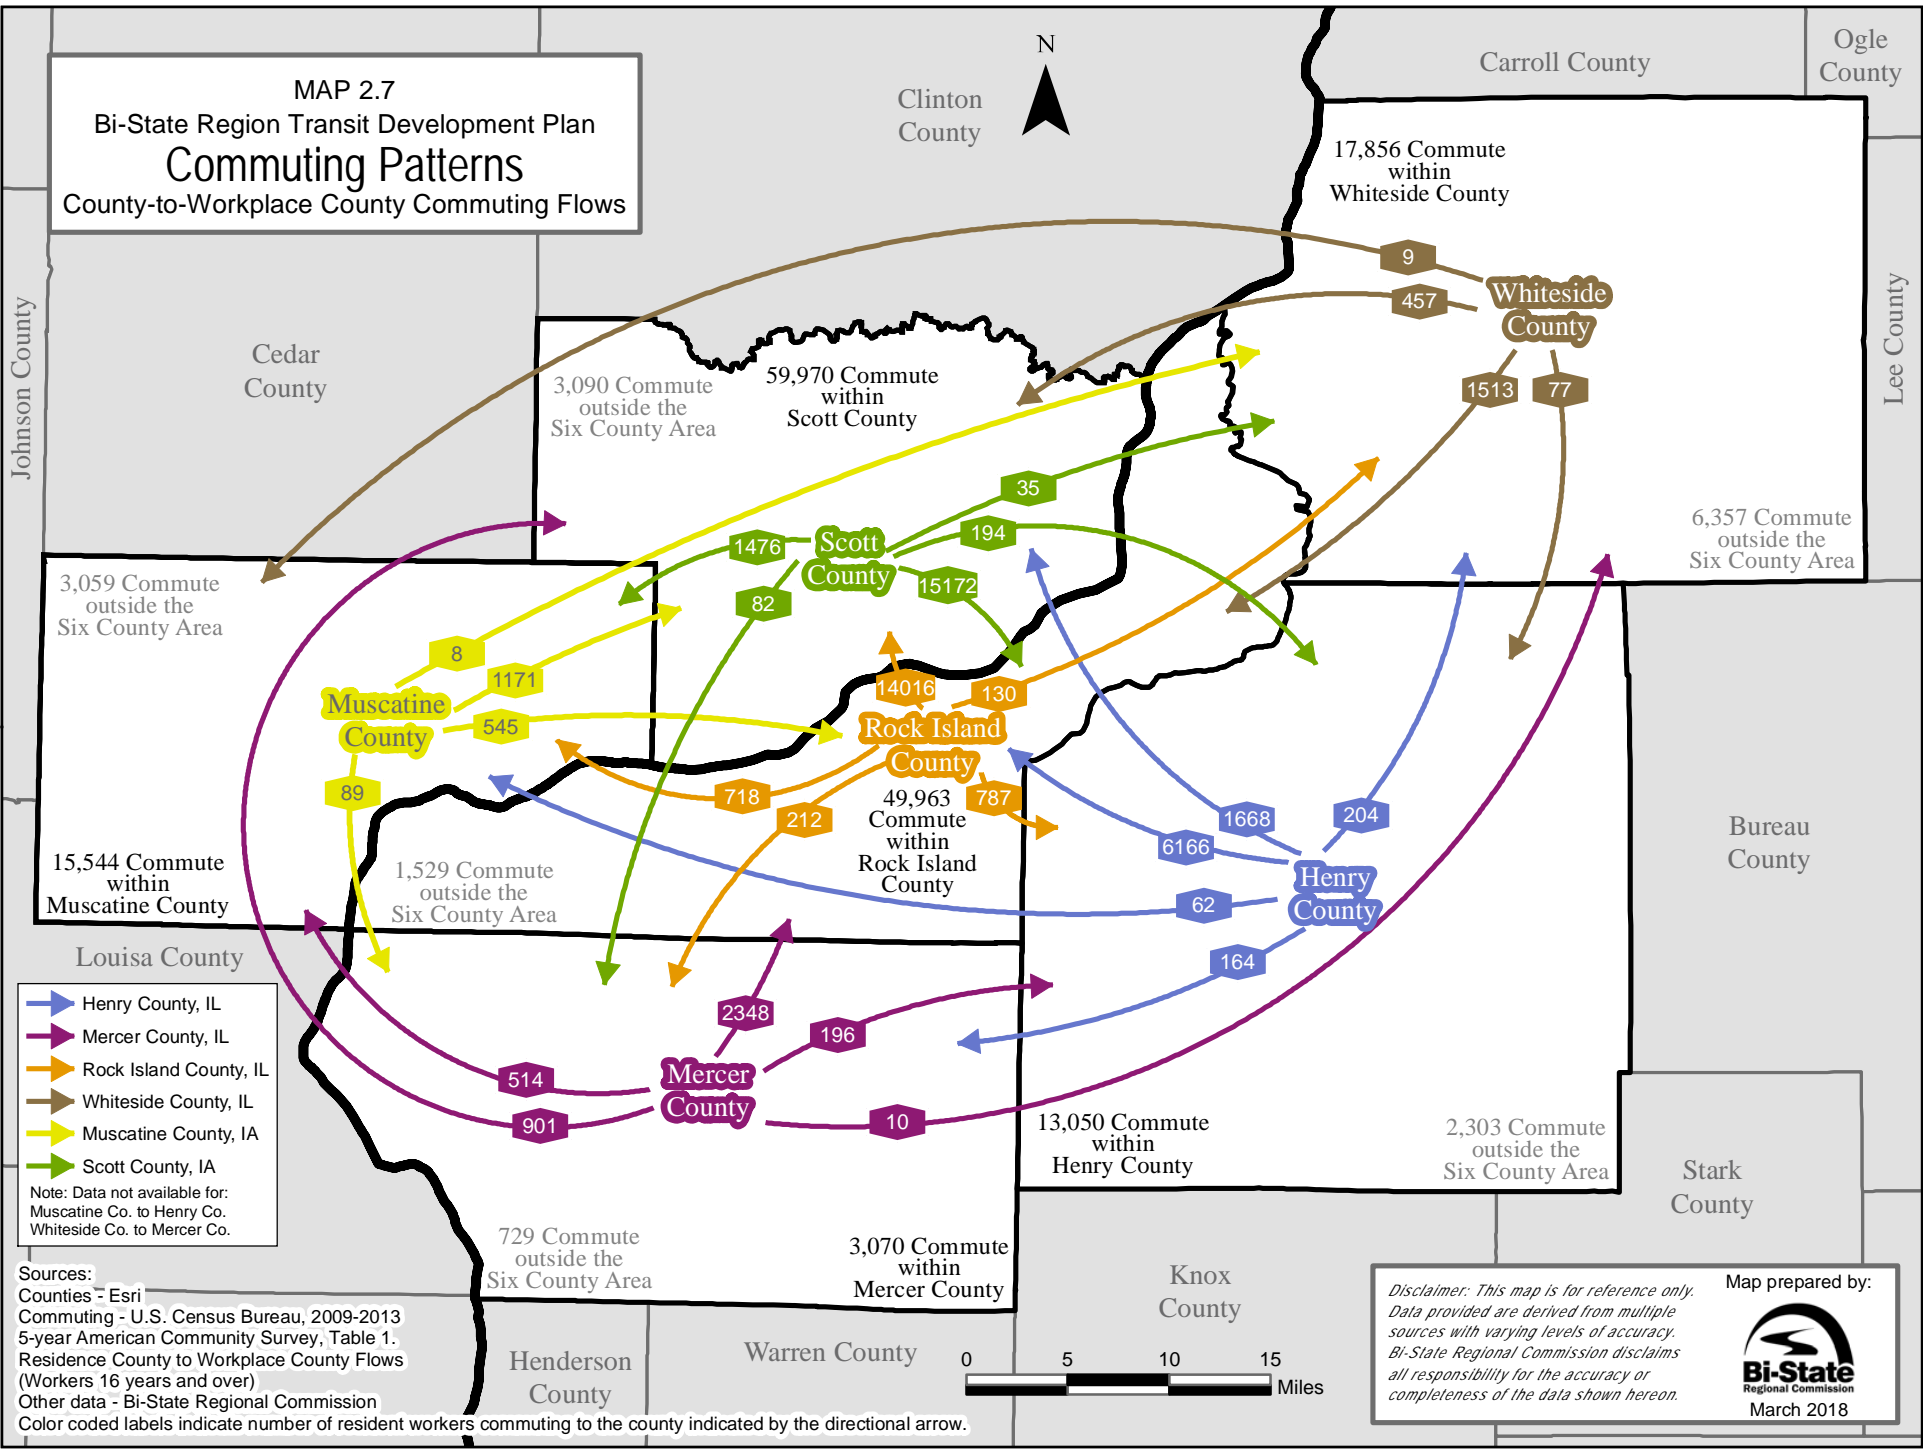 MAP 2.7
Bi-State Region Transit Development Plan
Commuting Patterns
County-to-Workplace County Commuting Flows
N
Clinton
County
Carroll County
Ogle
County
17,856 Commute
within
Whiteside County
9
457
Whiteside
County
1513
77
Johnson County
Lee County
Cedar
County
3,090 Commute
outside the
Six County Area
59,970 Commute
within
Scott County
35
194
1476
Scott
County
15172
82
6,357 Commute
outside the
Six County Area
3,059 Commute
outside the
Six County Area
8
1171
Muscatine
County
545
89
14016
130
Rock Island
County
718
212
787
49,963
Commute
within
Rock Island
County
1668
204
6166
Henry
County
62
164
Bureau
County
15,544 Commute
within
Muscatine County
1,529 Commute
outside the
Six County Area
Louisa County
Henry County, IL
Mercer County, IL
Rock Island County, IL
Whiteside County, IL
Muscatine County, IA
Scott County, IA
Note: Data not available for:
Muscatine Co. to Henry Co.
Whiteside Co. to Mercer Co.
2348
196
Mercer
County
514
901
10
13,050 Commute
within
Henry County
2,303 Commute
outside the
Six County Area
Stark
County
729 Commute
outside the
Six County Area
3,070 Commute
within
Mercer County
Knox
County
Sources:
Counties - Esri
Commuting - U.S. Census Bureau, 2009-2013
5-year American Community Survey, Table 1.
Residence County to Workplace County Flows
(Workers 16 years and over)
Other data - Bi-State Regional Commission
Color coded labels indicate number of resident workers commuting to the county indicated by the directional arrow.
Henderson
County
Warren County
0 5 10 15
Miles
Disclaimer: This map is for reference only.
Data provided are derived from multiple
sources with varying levels of accuracy.
Bi-State Regional Commission disclaims
all responsibility for the accuracy or
completeness of the data shown hereon.
Map prepared by:
Bi-State
Regional Commission
March 2018